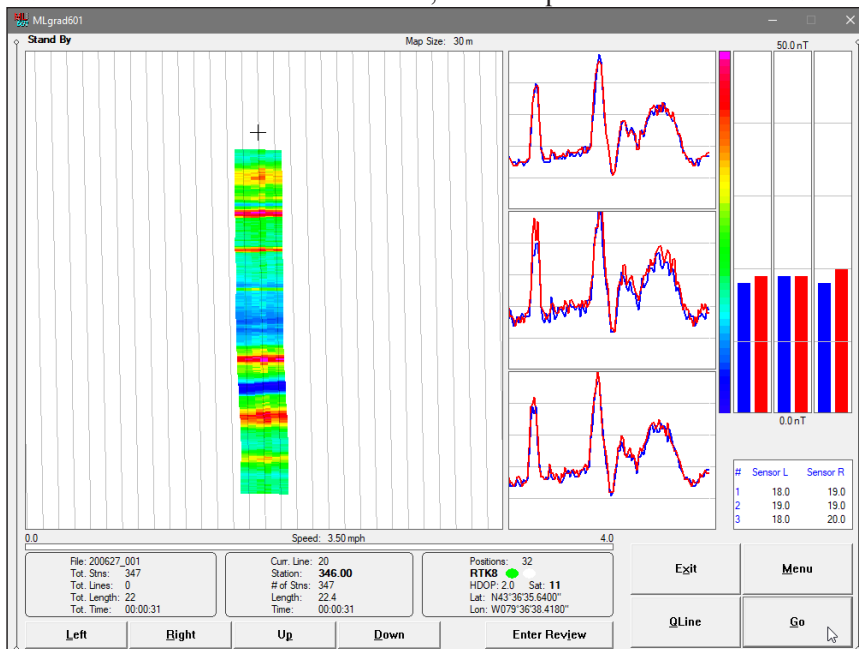 MLgrad601
Stand By Map Size: 30 m
50.0 nT
0.0 nT
# Sensor L Sensor R
1 18.0 19.0
2 19.0 19.0
3 18.0 20.0
0.0 Speed: 3.50 mph 4.0
File: 200627_001
Tot. Stns: 347
Tot. Lines: 0
Tot. Length: 22
Tot. Time: 00:00:31
Curr. Line: 20
Station: 346.00
# of Stns: 347
Length: 22.4
Time: 00:00:31
Positions: 32
RTK8
HDOP: 2.0 Sat: 11
Lat: N43°36'35.6400"
Lon: W079°36'38.4180"
Exit Menu
QLine Go
Left Right Up Down Enter Review